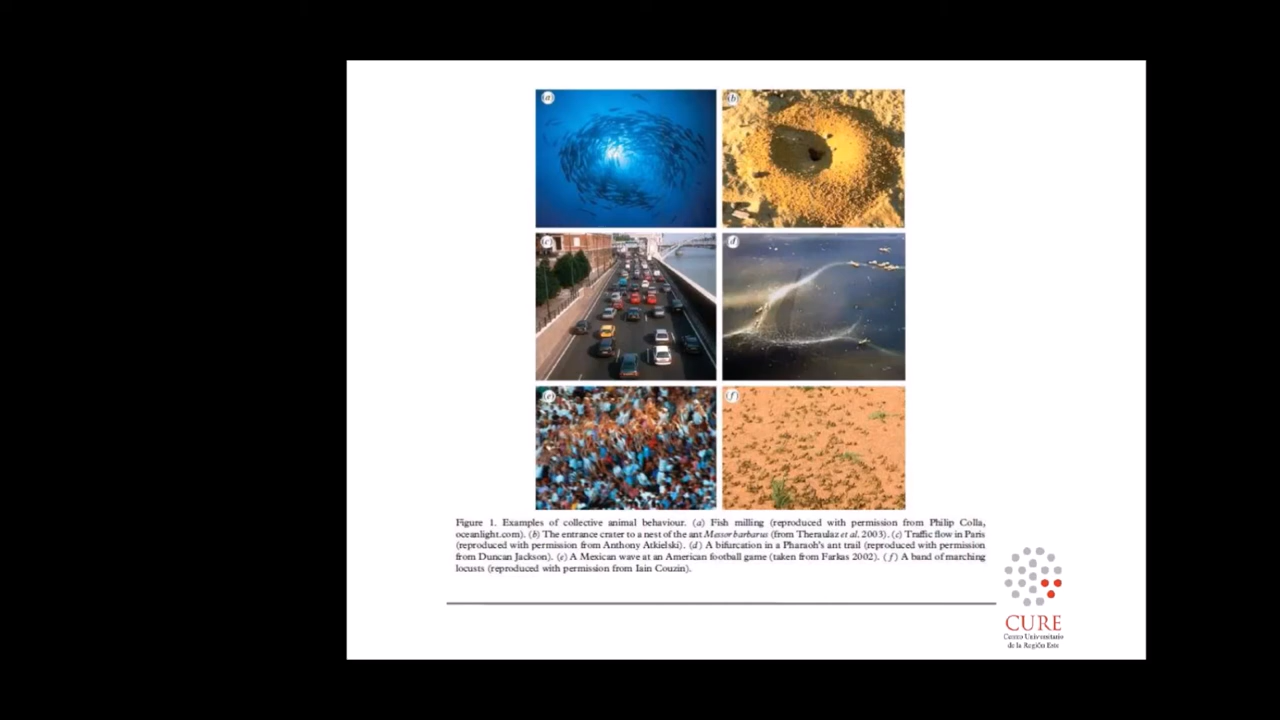 (a)
(b)
(c)
(d)
(e)
(f)
Figure 1. Examples of collective animal behaviour. (a) Fish milling (reproduced with permission from Philip Colla,
oceanlight.com). (b) The entrance crater to a nest of the ant Messor barbarus (from Theraulaz et al. 2003). (c) Traffic flow in Paris
(reproduced with permission from Anthony Atkielski). (d) A bifurcation in a Pharaoh's ant trail (reproduced with permission
from Duncan Jackson). (e) A Mexican wave at an American football game (taken from Farkas 2002). (f) A band of marching
locusts (reproduced with permission from Iain Couzin).
CURE
Centro Universitario
de la Región Este